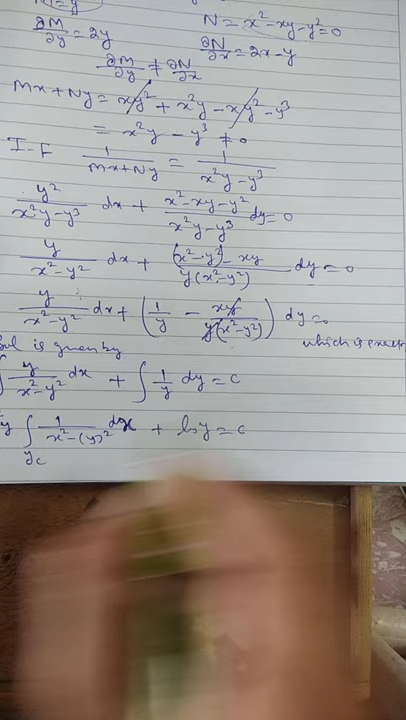 = y
N = x² - xy - y² = 0
∂M/∂y = 2y
∂N/∂x = 2x - y
∂M/∂y ≠ ∂N/∂x
Mx + Ny = xy² + x²y - xy² - y³
= x²y - y³ ≠ 0
I-F 1/(Mx+Ny) = 1/(x²y - y³)
y²/(x²y - y³) dx + (x² - xy - y²)/(x²y - y³) dy = 0
y/(x² - y²) dx + ((x² - y²) - xy)/(y(x² - y²)) dy = 0
y/(x² - y²) dx + (1/y - xy/(y(x² - y²))) dy =
Sol is given by
which is exact
∫ y/(x² - y²) dx + ∫ 1/y dy = c
y ∫ 1/(x² - (y)²) dx + log y = c
yc